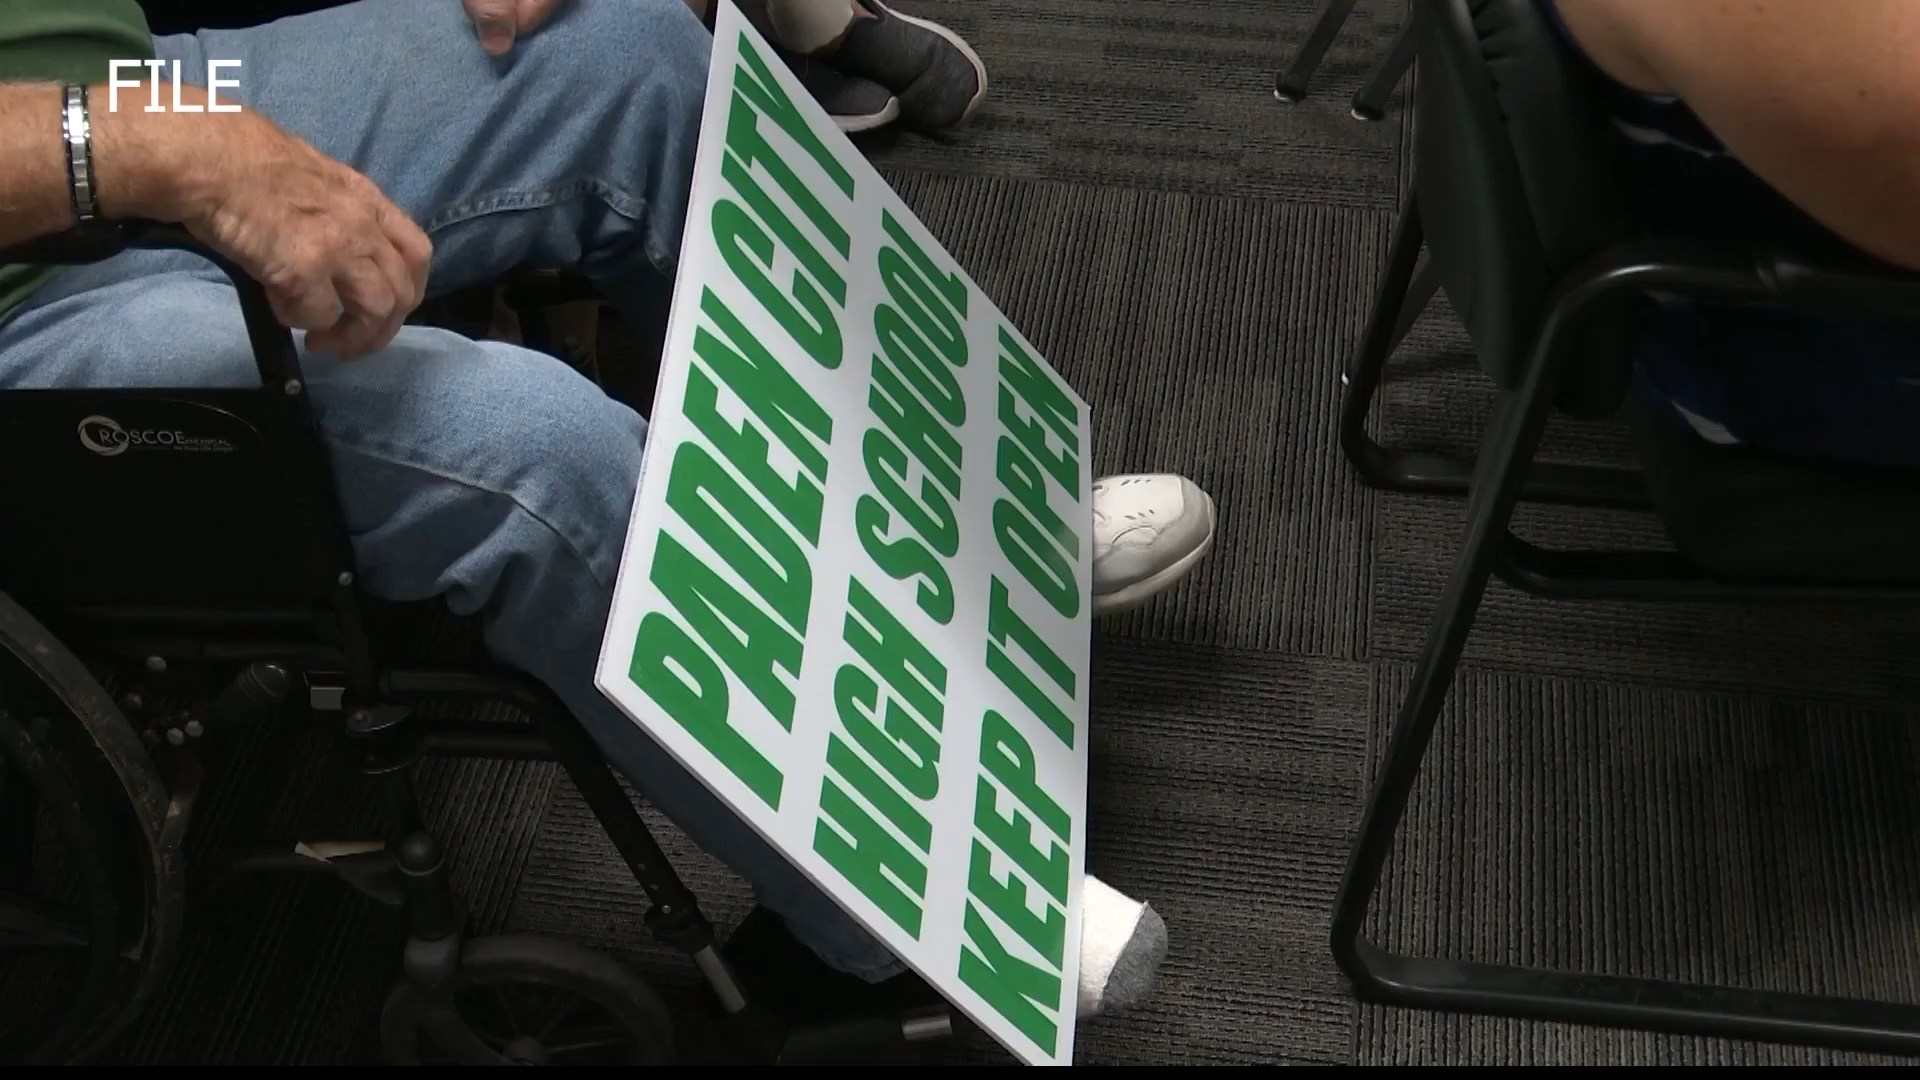 FILE
ROSCOE
PADEN CITY
HIGH SCHOOL
KEEP IT OPEN